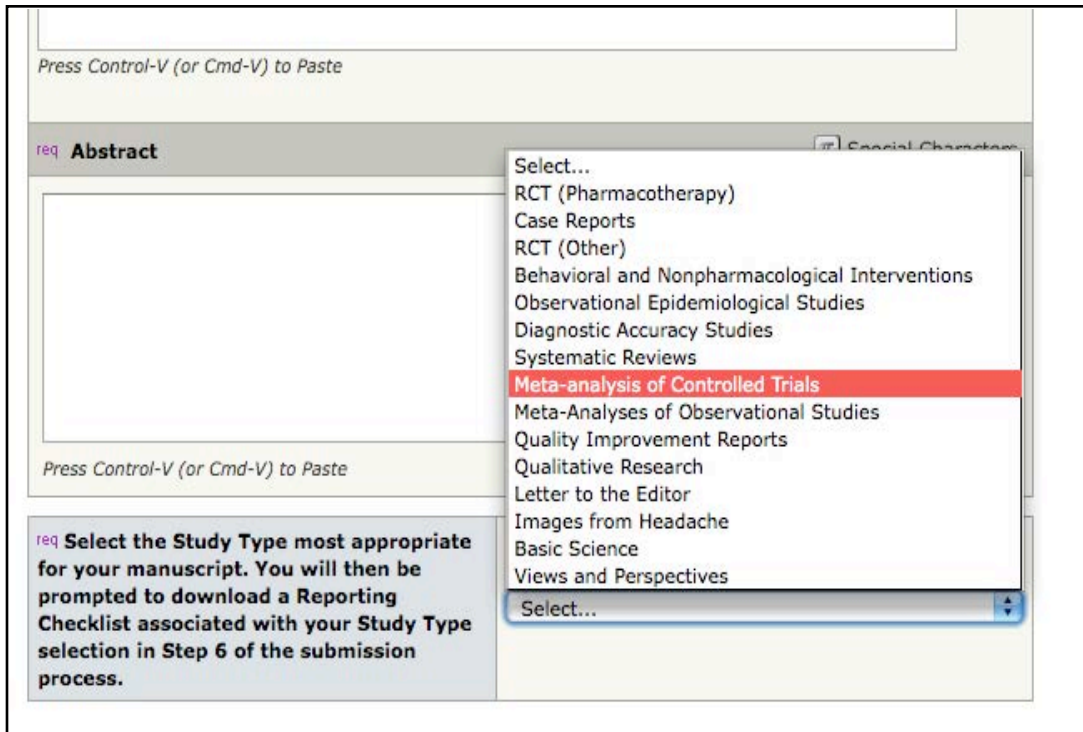 Press Control-V (or Cmd-V) to Paste
req Abstract
Special Characters
Select...
RCT (Pharmacotherapy)
Case Reports
RCT (Other)
Behavioral and Nonpharmacological Interventions
Observational Epidemiological Studies
Diagnostic Accuracy Studies
Systematic Reviews
Meta-analysis of Controlled Trials
Meta-Analyses of Observational Studies
Quality Improvement Reports
Qualitative Research
Letter to the Editor
Images from Headache
Basic Science
Views and Perspectives
Press Control-V (or Cmd-V) to Paste
req Select the Study Type most appropriate
for your manuscript. You will then be
prompted to download a Reporting
Checklist associated with your Study Type
selection in Step 6 of the submission
process.
Select...